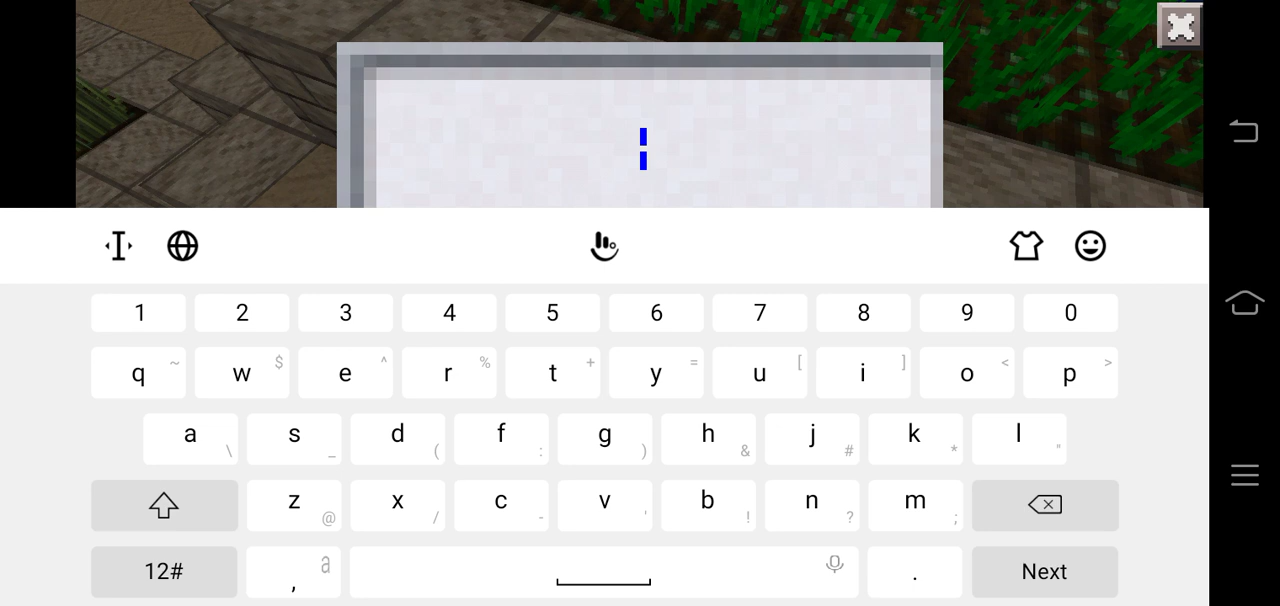 1 2 3 4 5 6 7 8 9 0
q ~ w $ e ^ r % t + y = u [ i ] o < p >
a \ s _ d ( f : g ) h & j # k * l "
z @ x / c - v ' b ! n ? m ;
12# , a . Next